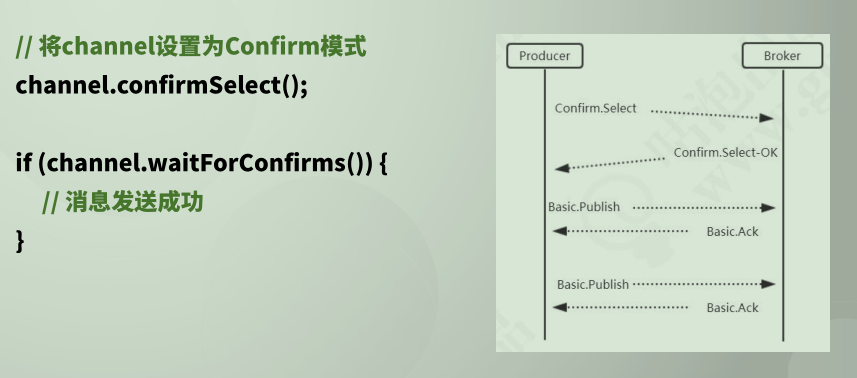 // 将channel设置为Confirm模式
channel.confirmSelect();
if (channel.waitForConfirms()) {
// 消息发送成功
}
Producer
Broker
Confirm.Select
Confirm.Select-OK
Basic.Publish
Basic.Ack
Basic.Publish
Basic.Ack